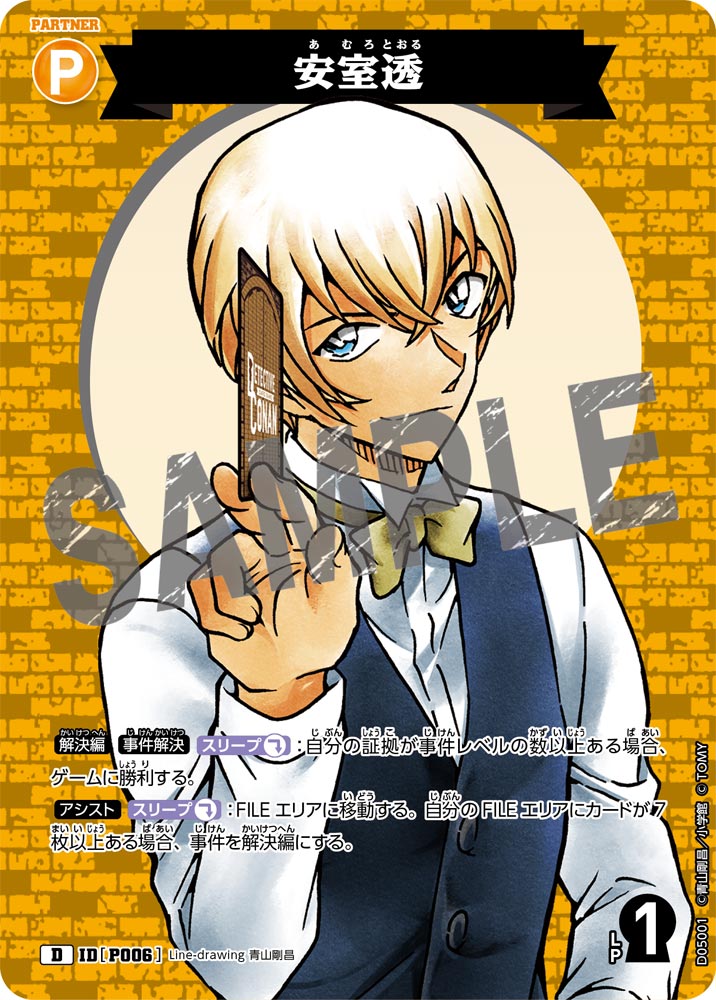 PARTNER
P
あむろとおる
安室透
DETECTIVE
CONAN
SAMPLE
かいけつへん じけんかいけつ じぶん しょうこ じけん かずいじょう ばあい
解決編 事件解決 スリープ :自分の証拠が事件レベルの数以上ある場合、
しょうり
ゲームに勝利する。
いどう じぶん
アシスト スリープ :FILEエリアに移動する。自分のFILEエリアにカードが7
まいいじょう ばあい じけん かいけつへん
枚以上ある場合、事件を解決編にする。
D ID[P006] Line-drawing 青山剛昌
LP 1
D05001 ©青山剛昌/小学館 ©TOMY